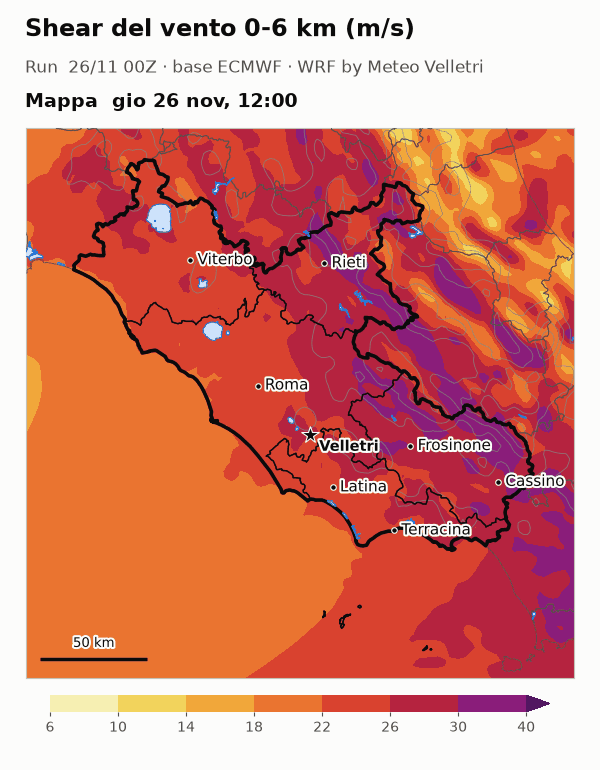 Shear del vento 0-6 km (m/s)
Run  26/11 00Z · base ECMWF · WRF by Meteo Velletri
Mappa  gio 26 nov, 12:00
Viterbo
Rieti
Roma
Velletri
Frosinone
Cassino
Latina
Terracina
50 km
6 10 14 18 22 26 30 40